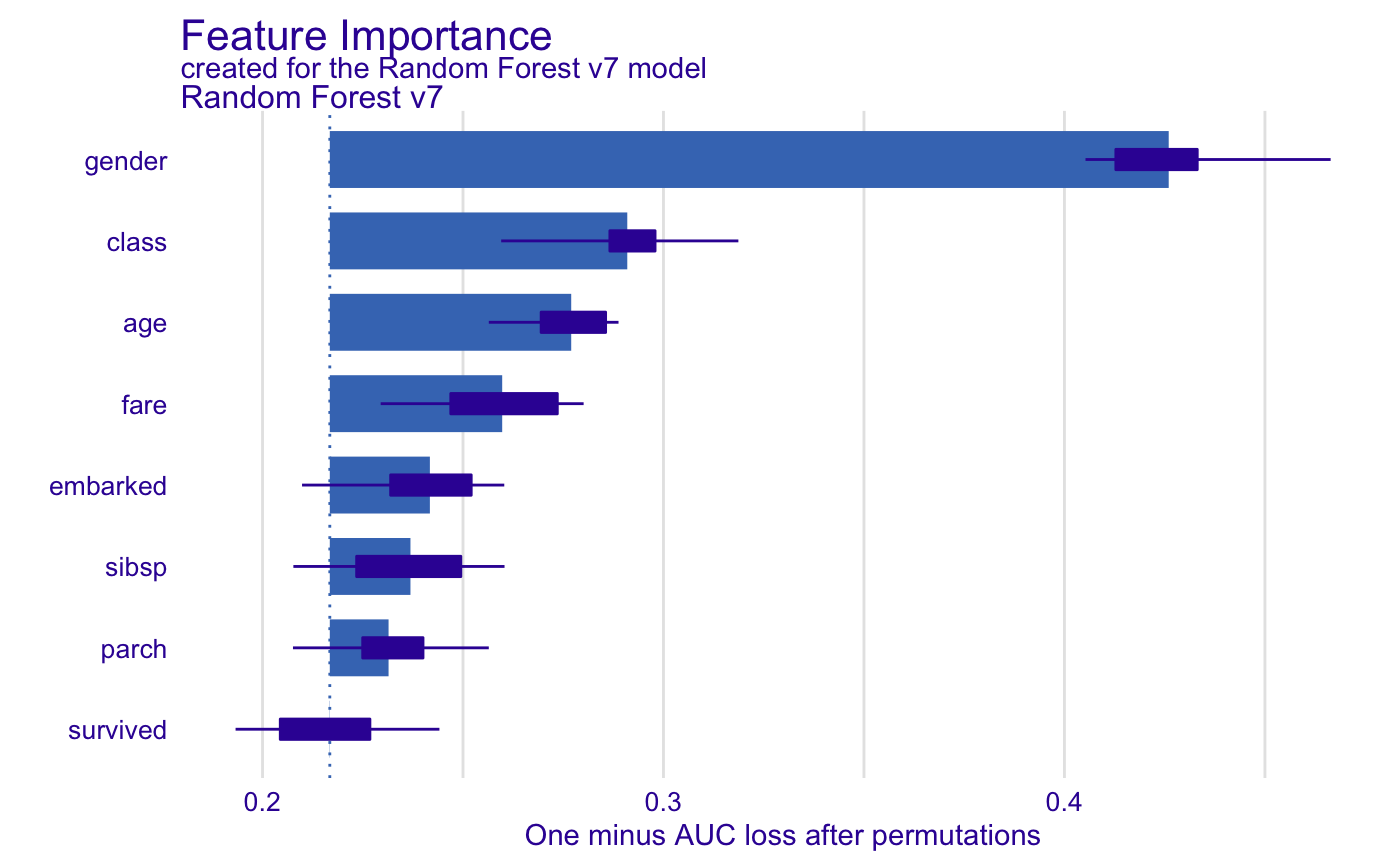 Feature Importance
created for the Random Forest v7 model
Random Forest v7
gender
class
age
fare
embarked
sibsp
parch
survived
0.2 0.3 0.4
One minus AUC loss after permutations